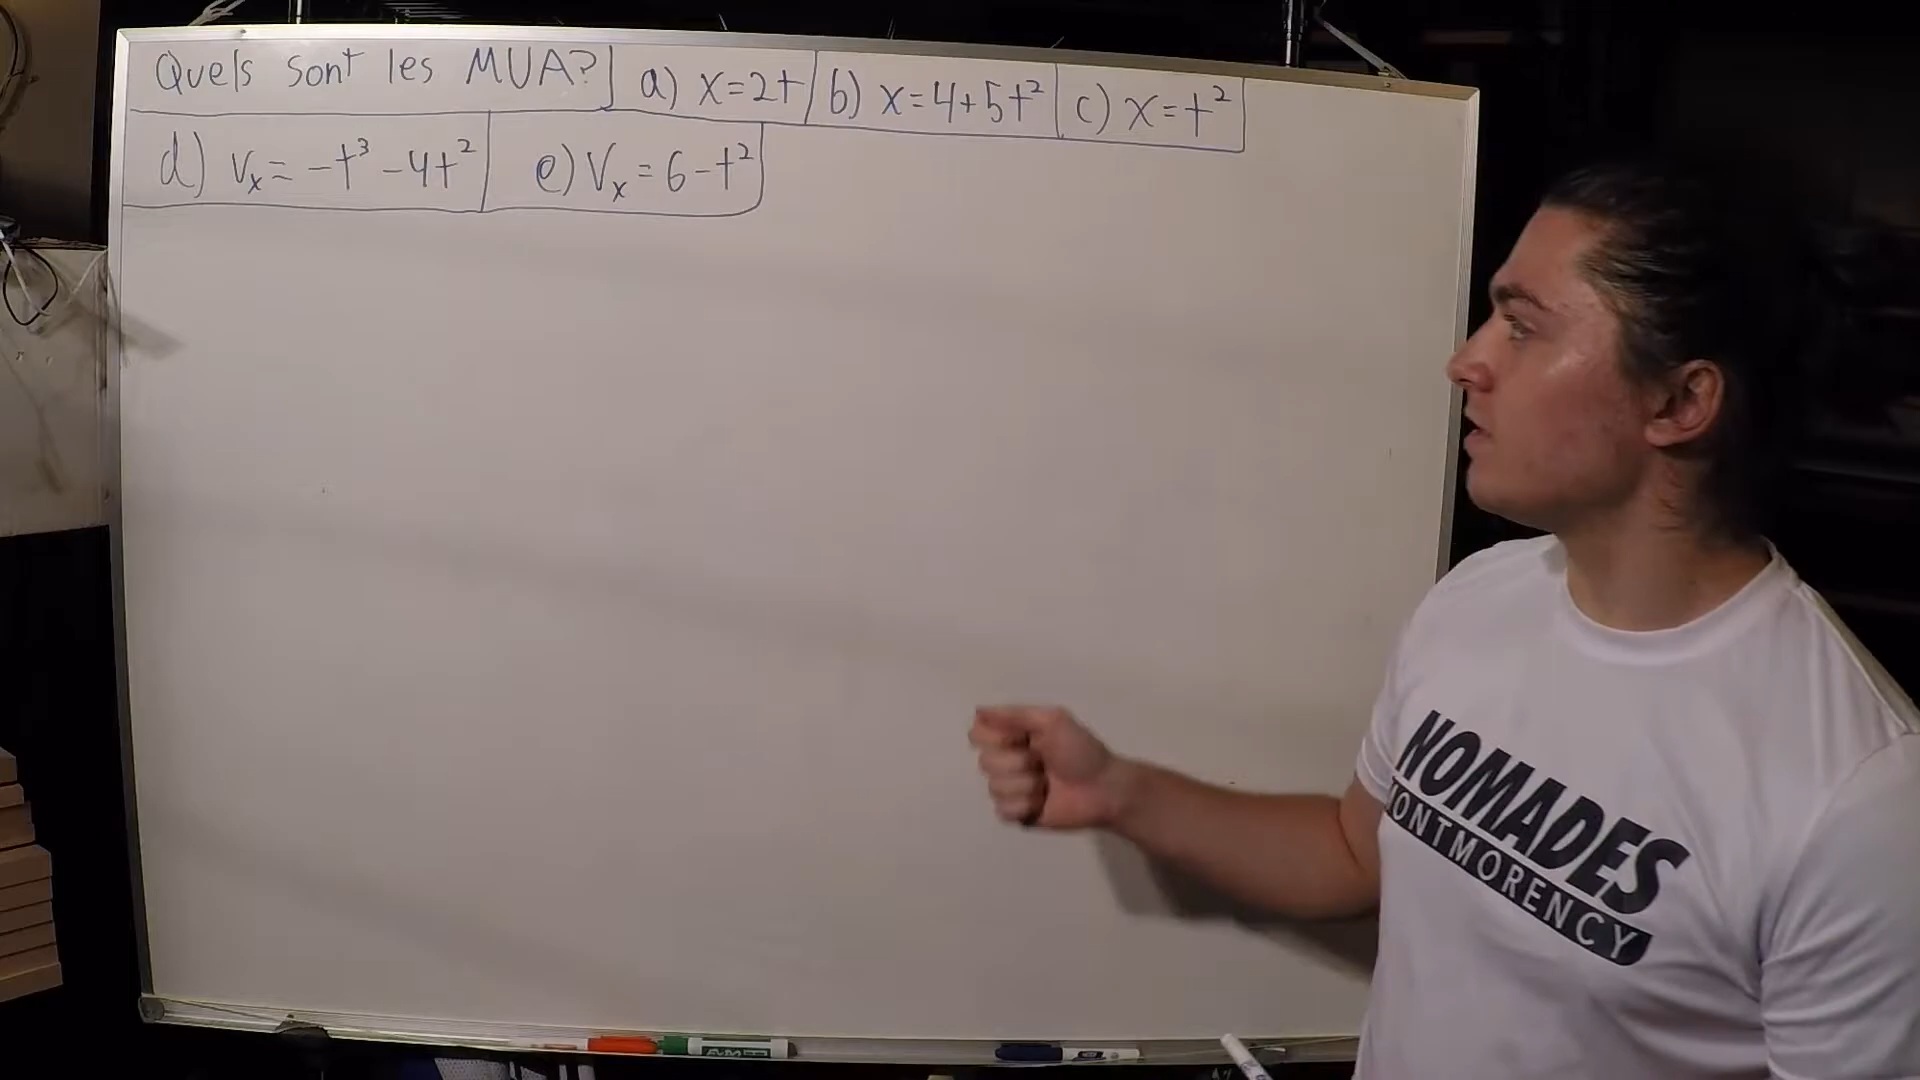 Quels sont les MUA? a) x=2t b) x=4+5t² c) x=t²
d) vₓ= -t³ -4t² e) Vₓ = 6-t²
NOMADES
MONTMORENCY